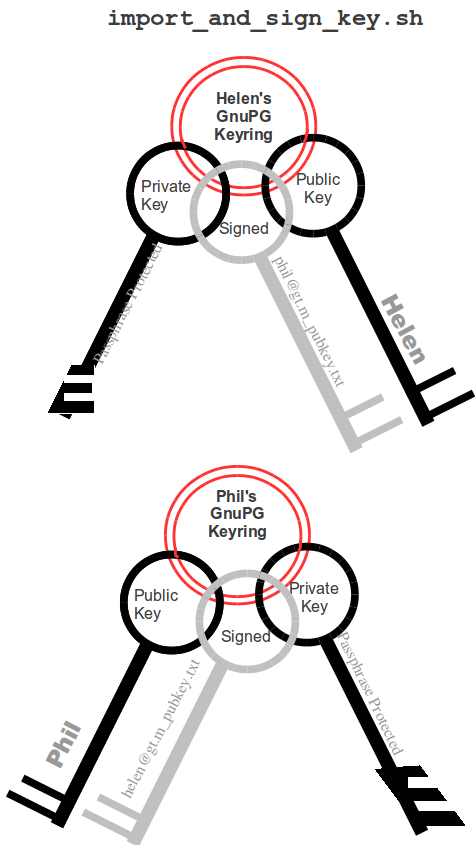 import_and_sign_key.sh
Helen's
GnuPG
Keyring
Private
Key
Public
Key
Signed
Passphrase Protected
phil@gt.m_pubkey.txt
Helen
Phil's
GnuPG
Keyring
Public
Key
Private
Key
Signed
Phil
helen@gt.m_pubkey.txt
Passphrase Protected